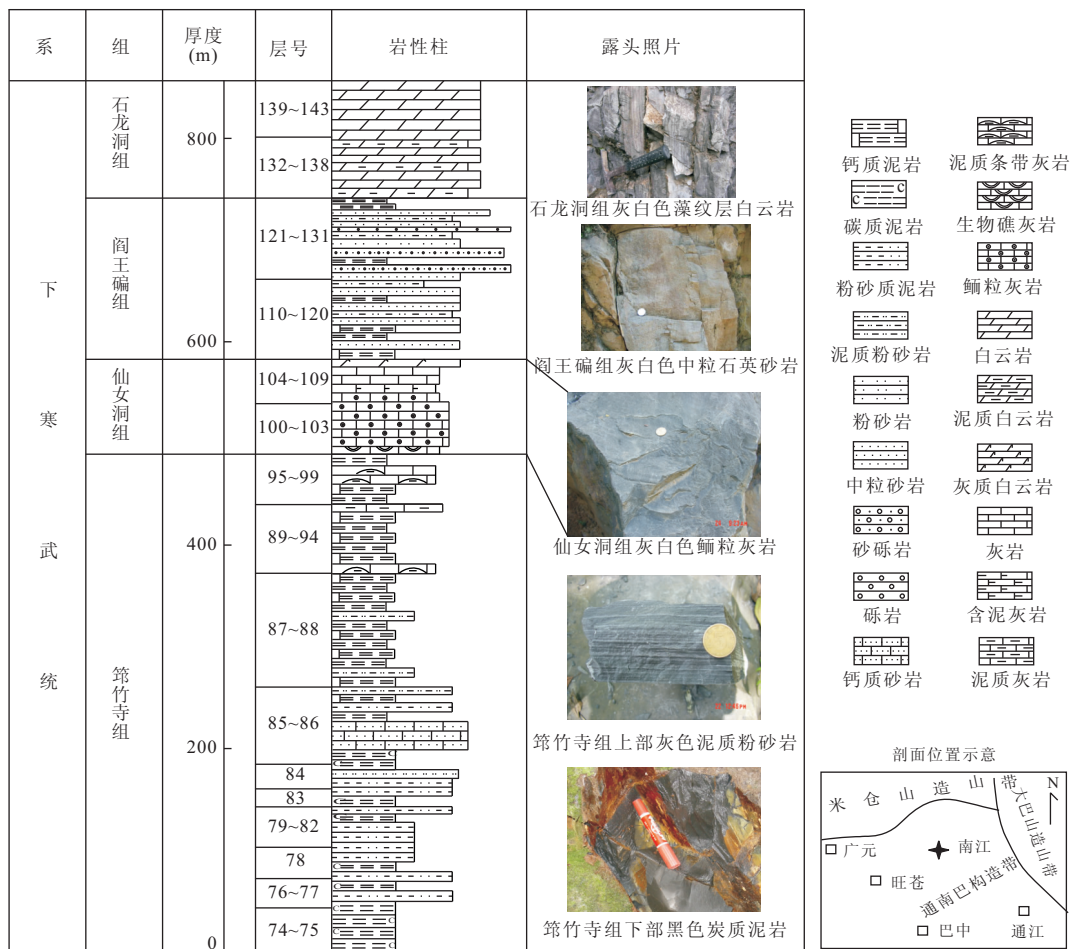 系
组
厚度
(m)
层号
岩性柱
露头照片
下
寒
武
统
石龙洞组
阎王碥组
仙女洞组
筇竹寺组
800
600
400
200
0
139~143
132~138
121~131
110~120
104~109
100~103
95~99
89~94
87~88
85~86
84
83
79~82
78
76~77
74~75
石龙洞组灰白色藻纹层白云岩
阎王碥组灰白色中粒石英砂岩
仙女洞组灰白色鲕粒灰岩
筇竹寺组上部灰色泥质粉砂岩
筇竹寺组下部黑色炭质泥岩
钙质泥岩
泥质条带灰岩
碳质泥岩
生物礁灰岩
粉砂质泥岩
鲕粒灰岩
泥质粉砂岩
白云岩
粉砂岩
泥质白云岩
中粒砂岩
灰质白云岩
砂砾岩
灰岩
砾岩
含泥灰岩
钙质砂岩
泥质灰岩
剖面位置示意
米仓山造山带
大巴山造山带
N
广元
南江
旺苍
通南巴构造带
巴中
通江